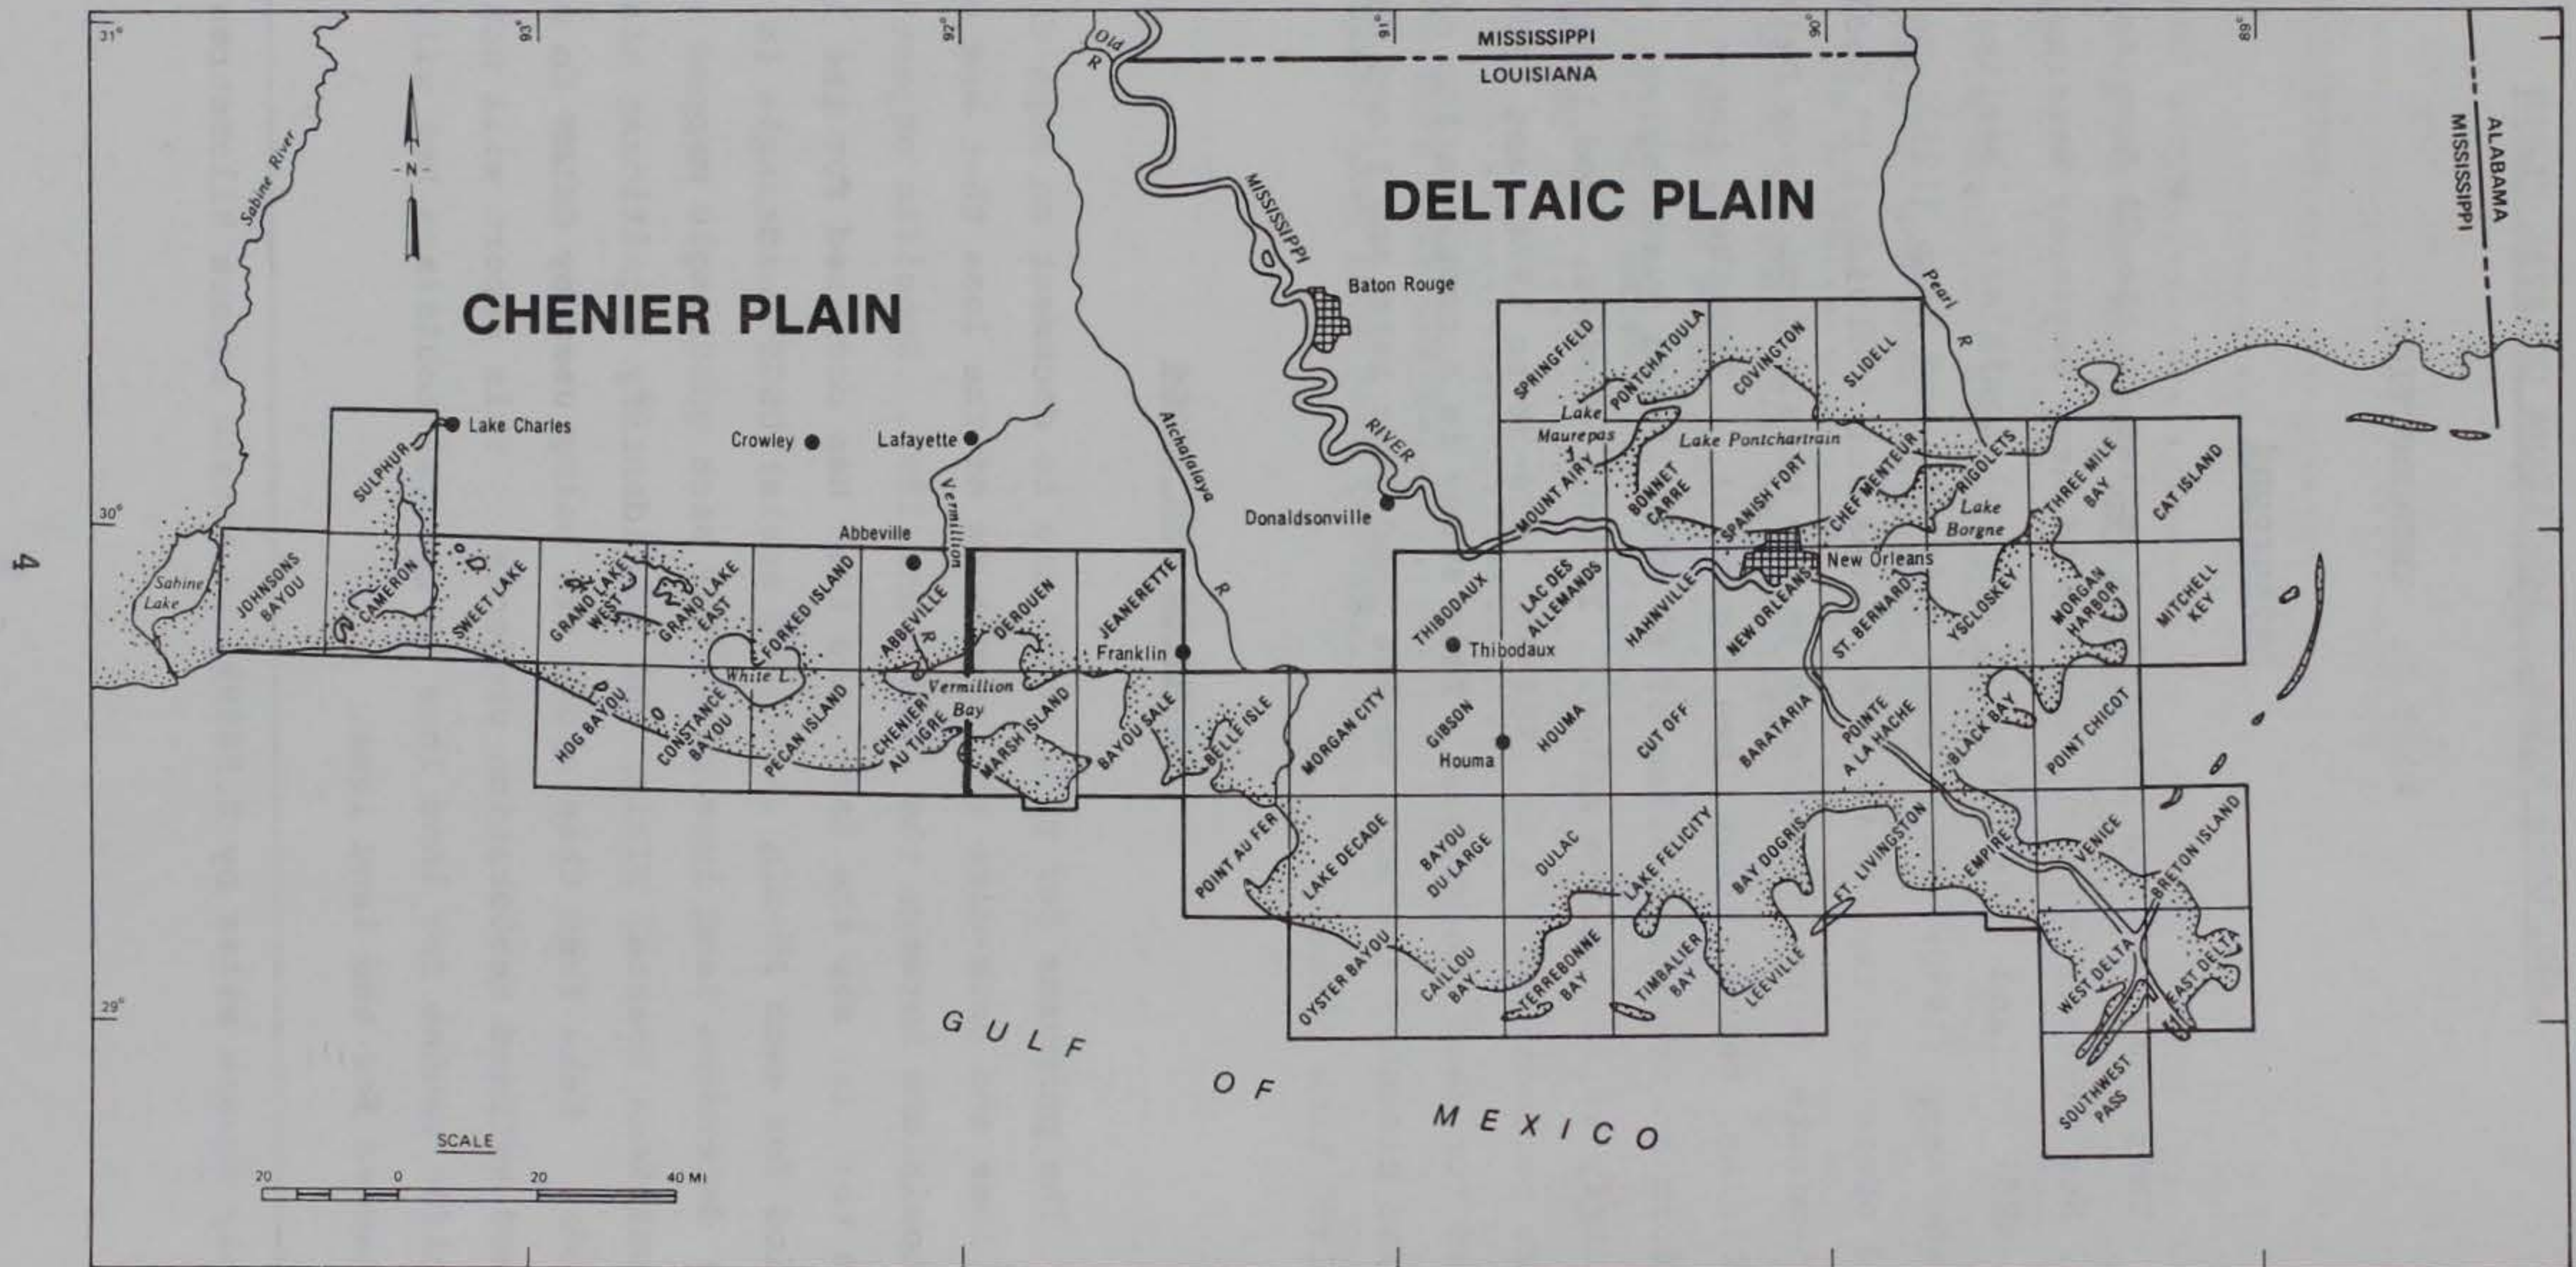 31°
93°
92°
91°
90°
89°
Old
R
MISSISSIPPI
LOUISIANA
ALABAMA
MISSISSIPPI
Sabine River
- N -
MISSISSIPPI
DELTAIC PLAIN
CHENIER PLAIN
Baton Rouge
Pearl
R
SPRINGFIELD
PONTCHATOULA
COVINGTON
SLIDELL
Lake Charles
Crowley
Lafayette
Atchafalaya
RIVER
Lake
Maurepas
Lake Pontchartrain
SULPHUR
Vermillion
Donaldsonville
MOUNT AIRY
BONNET
CARRE
SPANISH FORT
CHEF MENTEUR
RIGOLETS
THREE MILE
BAY
CAT ISLAND
Lake
Borgne
30°
4
Abbeville
New Orleans
Sabine
Lake
JOHNSONS
BAYOU
CAMERON
SWEET LAKE
GRAND LAKE
WEST
GRAND LAKE
EAST
FORKED ISLAND
ABBEVILLE
R
DEROUEN
JEANERETTE
R
Franklin
THIBODAUX
Thibodaux
LAC DES
ALLEMANDS
HAHNVILLE
NEW ORLEANS
ST. BERNARD
YSCLOSKEY
MORGAN
HARBOR
MITCHELL
KEY
White L.
Vermillion
Bay
HOG BAYOU
CONSTANCE
BAYOU
PECAN ISLAND
CHENIER
AU TIGRE
MARSH ISLAND
BAYOU SALE
BELLE ISLE
MORGAN CITY
GIBSON
Houma
HOUMA
CUT OFF
BARATARIA
POINTE
A LA HACHE
BLACK BAY
POINT CHICOT
POINT AU FER
LAKE DECADE
BAYOU
DU LARGE
DULAC
LAKE FELICITY
BAY DOGRIS
FT. LIVINGSTON
EMPIRE
VENICE
BRETON ISLAND
29°
OYSTER BAYOU
CAILLOU
BAY
TERREBONNE
BAY
TIMBALIER
BAY
LEEVILLE
WEST DELTA
EAST DELTA
SOUTHWEST
PASS
GULF
OF
MEXICO
SCALE
20 0 20 40 MI